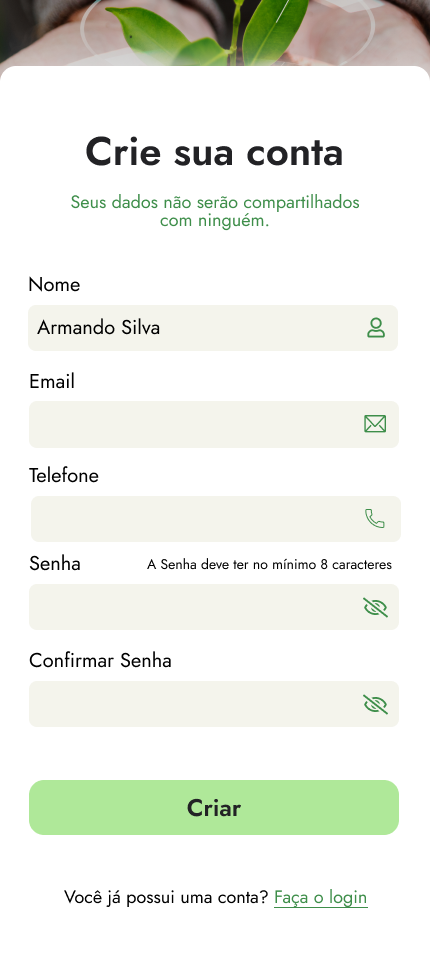 Crie sua conta
Seus dados não serão compartilhados
com ninguém.
Nome
Armando Silva
Email
Telefone
Senha
A Senha deve ter no mínimo 8 caracteres
Confirmar Senha
Criar
Você já possui uma conta? Faça o login